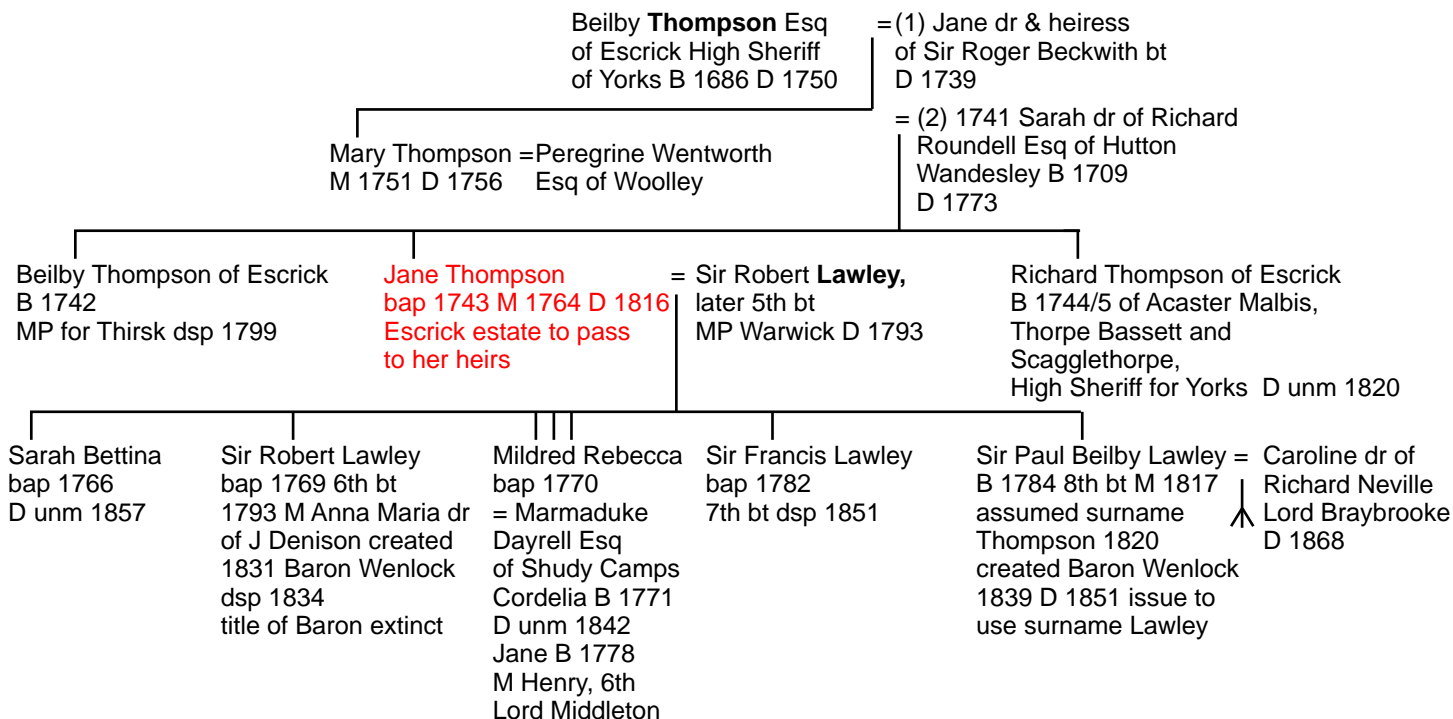 Beilby Thompson Esq
of Escrick High Sheriff
of Yorks B 1686 D 1750
= (1) Jane dr & heiress
of Sir Roger Beckwith bt
D 1739
= (2) 1741 Sarah dr of Richard
Roundell Esq of Hutton
Wandesley B 1709
D 1773
Mary Thompson =
M 1751 D 1756
Peregrine Wentworth
Esq of Woolley
Beilby Thompson of Escrick
B 1742
MP for Thirsk dsp 1799
Jane Thompson
bap 1743 M 1764 D 1816
Escrick estate to pass
to her heirs
= Sir Robert Lawley,
later 5th bt
MP Warwick D 1793
Richard Thompson of Escrick
B 1744/5 of Acaster Malbis,
Thorpe Bassett and
Scagglethorpe,
High Sheriff for Yorks D unm 1820
Sarah Bettina
bap 1766
D unm 1857
Sir Robert Lawley
bap 1769 6th bt
1793 M Anna Maria dr
of J Denison created
1831 Baron Wenlock
dsp 1834
title of Baron extinct
Mildred Rebecca
bap 1770
= Marmaduke
Dayrell Esq
of Shudy Camps
Cordelia B 1771
D unm 1842
Jane B 1778
M Henry, 6th
Lord Middleton
Sir Francis Lawley
bap 1782
7th bt dsp 1851
Sir Paul Beilby Lawley =
B 1784 8th bt M 1817
assumed surname
Thompson 1820
created Baron Wenlock
1839 D 1851 issue to
use surname Lawley
Caroline dr of
Richard Neville
Lord Braybrooke
D 1868